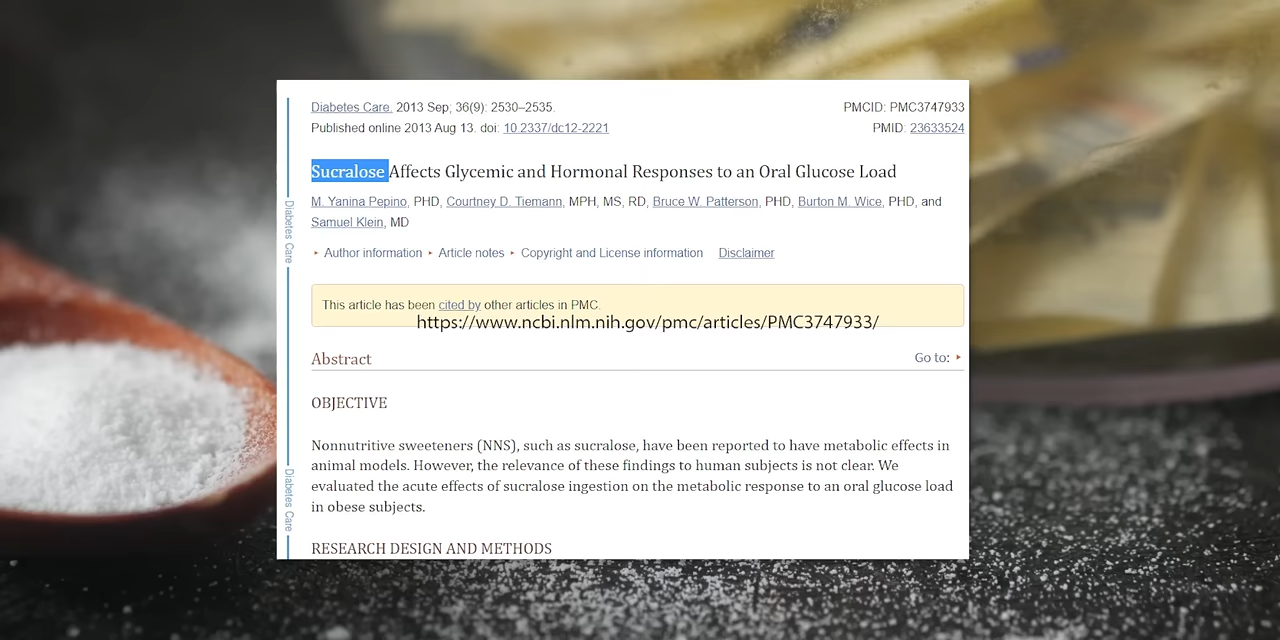 Diabetes Care. 2013 Sep; 36(9): 2530–2535.
PMCID: PMC3747933
Published online 2013 Aug 13. doi: 10.2337/dc12-2221
PMID: 23633524
Sucralose Affects Glycemic and Hormonal Responses to an Oral Glucose Load
M. Yanina Pepino, PHD, Courtney D. Tiemann, MPH, MS, RD, Bruce W. Patterson, PHD, Burton M. Wice, PHD, and
Samuel Klein, MD
Diabetes Care
▸ Author information ▸ Article notes ▸ Copyright and License information Disclaimer
This article has been cited by other articles in PMC.
https://www.ncbi.nlm.nih.gov/pmc/articles/PMC3747933/
Abstract
Go to: ▸
OBJECTIVE
Nonnutritive sweeteners (NNS), such as sucralose, have been reported to have metabolic effects in
animal models. However, the relevance of these findings to human subjects is not clear. We
evaluated the acute effects of sucralose ingestion on the metabolic response to an oral glucose load
in obese subjects.
Diabetes Care
RESEARCH DESIGN AND METHODS